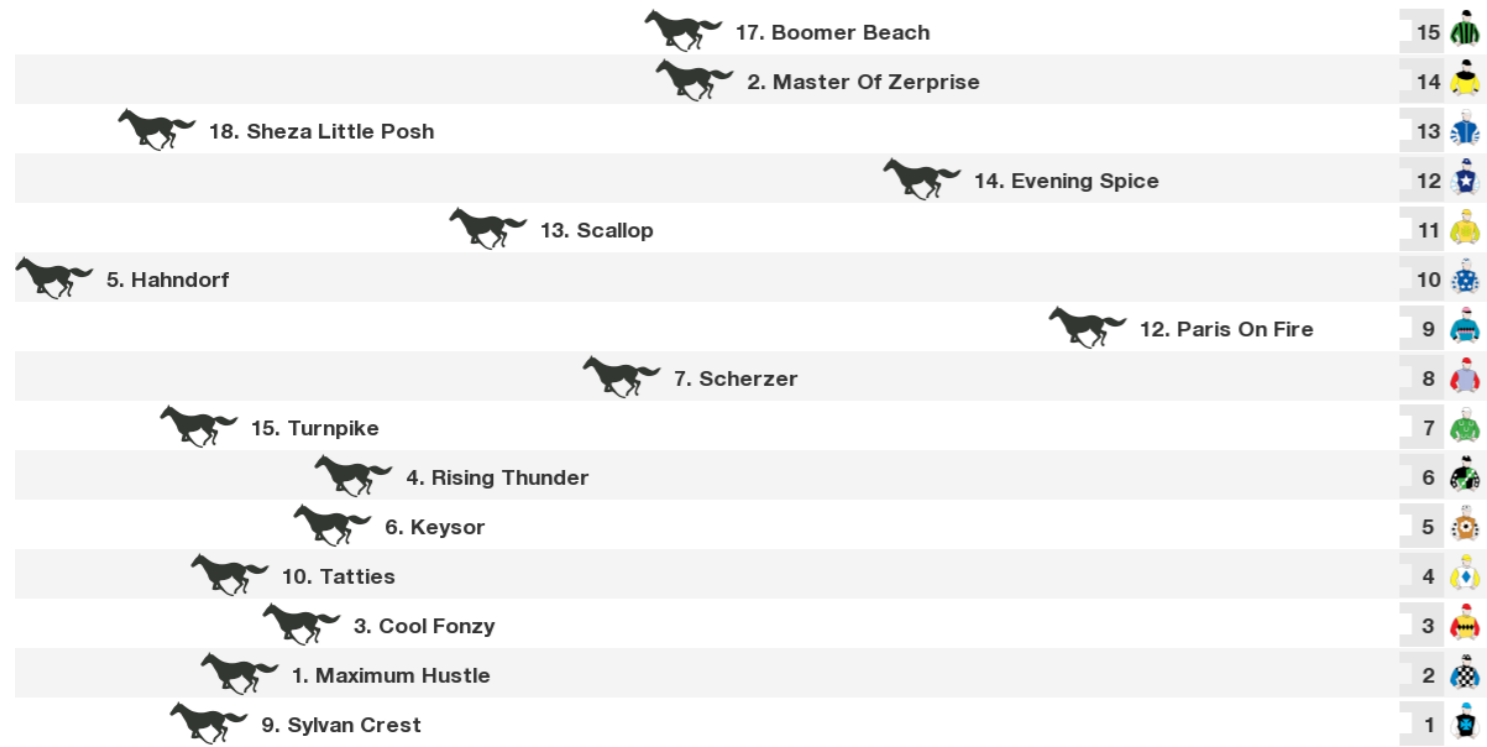 17. Boomer Beach 15
2. Master Of Zerprise 14
18. Sheza Little Posh 13
14. Evening Spice 12
13. Scallop 11
5. Hahndorf 10
12. Paris On Fire 9
7. Scherzer 8
15. Turnpike 7
4. Rising Thunder 6
6. Keysor 5
10. Tatties 4
3. Cool Fonzy 3
1. Maximum Hustle 2
9. Sylvan Crest 1